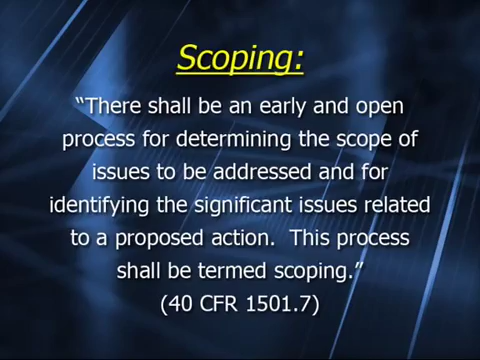 Scoping:
“There shall be an early and open
process for determining the scope of
issues to be addressed and for
identifying the significant issues related
to a proposed action.  This process
shall be termed scoping.”
(40 CFR 1501.7)